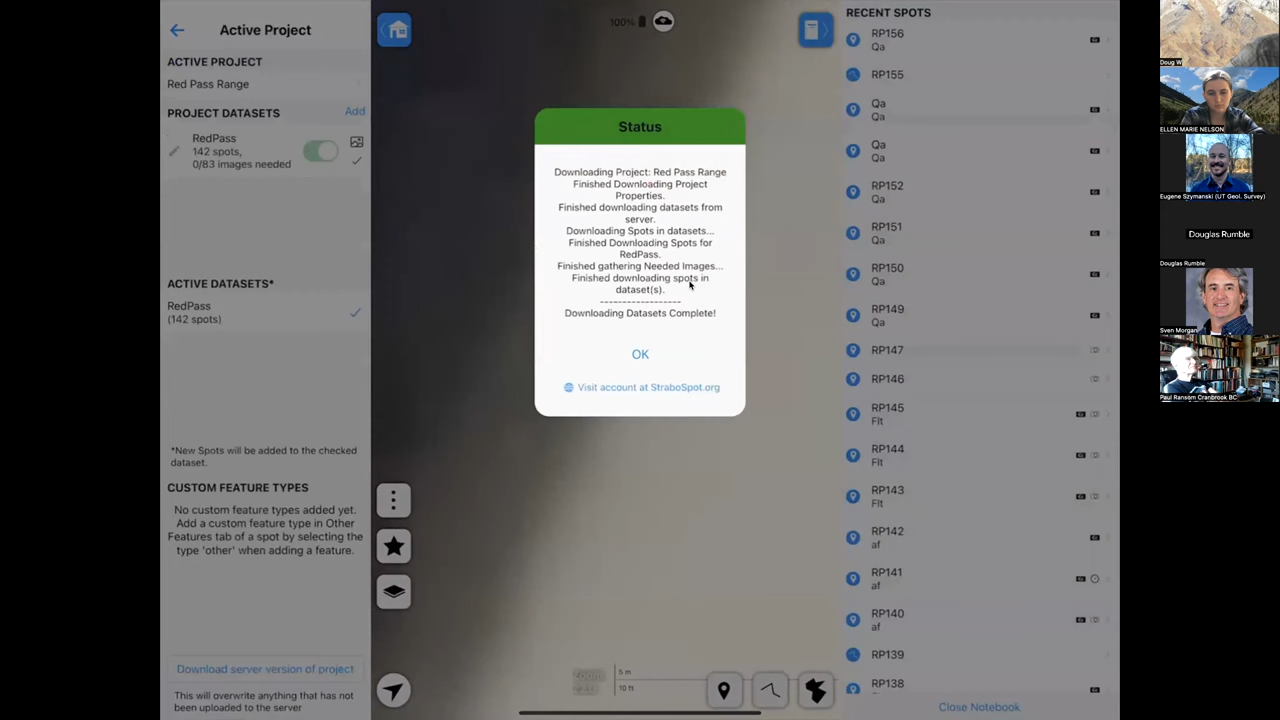 Active Project
ACTIVE PROJECT
Red Pass Range
PROJECT DATASETS
Add
RedPass
142 spots,
0/83 images needed
ACTIVE DATASETS*
RedPass
(142 spots)
*New Spots will be added to the checked
dataset.
CUSTOM FEATURE TYPES
No custom feature types added yet.
Add a custom feature type in Other
Features tab of a spot by selecting the
type 'other' when adding a feature.
Download server version of project
This will overwrite anything that has not
been uploaded to the server
100%
Status
Downloading Project: Red Pass Range
Finished Downloading Project
Properties.
Finished downloading datasets from
server.
Downloading Spots in datasets...
Finished Downloading Spots for
RedPass.
Finished gathering Needed Images...
Finished downloading spots in
dataset(s).
------------------
Downloading Datasets Complete!
OK
Visit account at StraboSpot.org
5 m
10 ft
RECENT SPOTS
RP156
Qa
RP155
Qa
Qa
Qa
Qa
RP152
Qa
RP151
Qa
RP150
Qa
RP149
Qa
RP147
RP146
RP145
Flt
RP144
Flt
RP143
Flt
RP142
af
RP141
af
RP140
af
RP139
RP138
Close Notebook
Doug W
ELLEN MARIE NELSON
Eugene Szymanski (UT Geol. Survey)
Douglas Rumble
Douglas Rumble
Sven Morgan
Paul Ransom Cranbrook BC